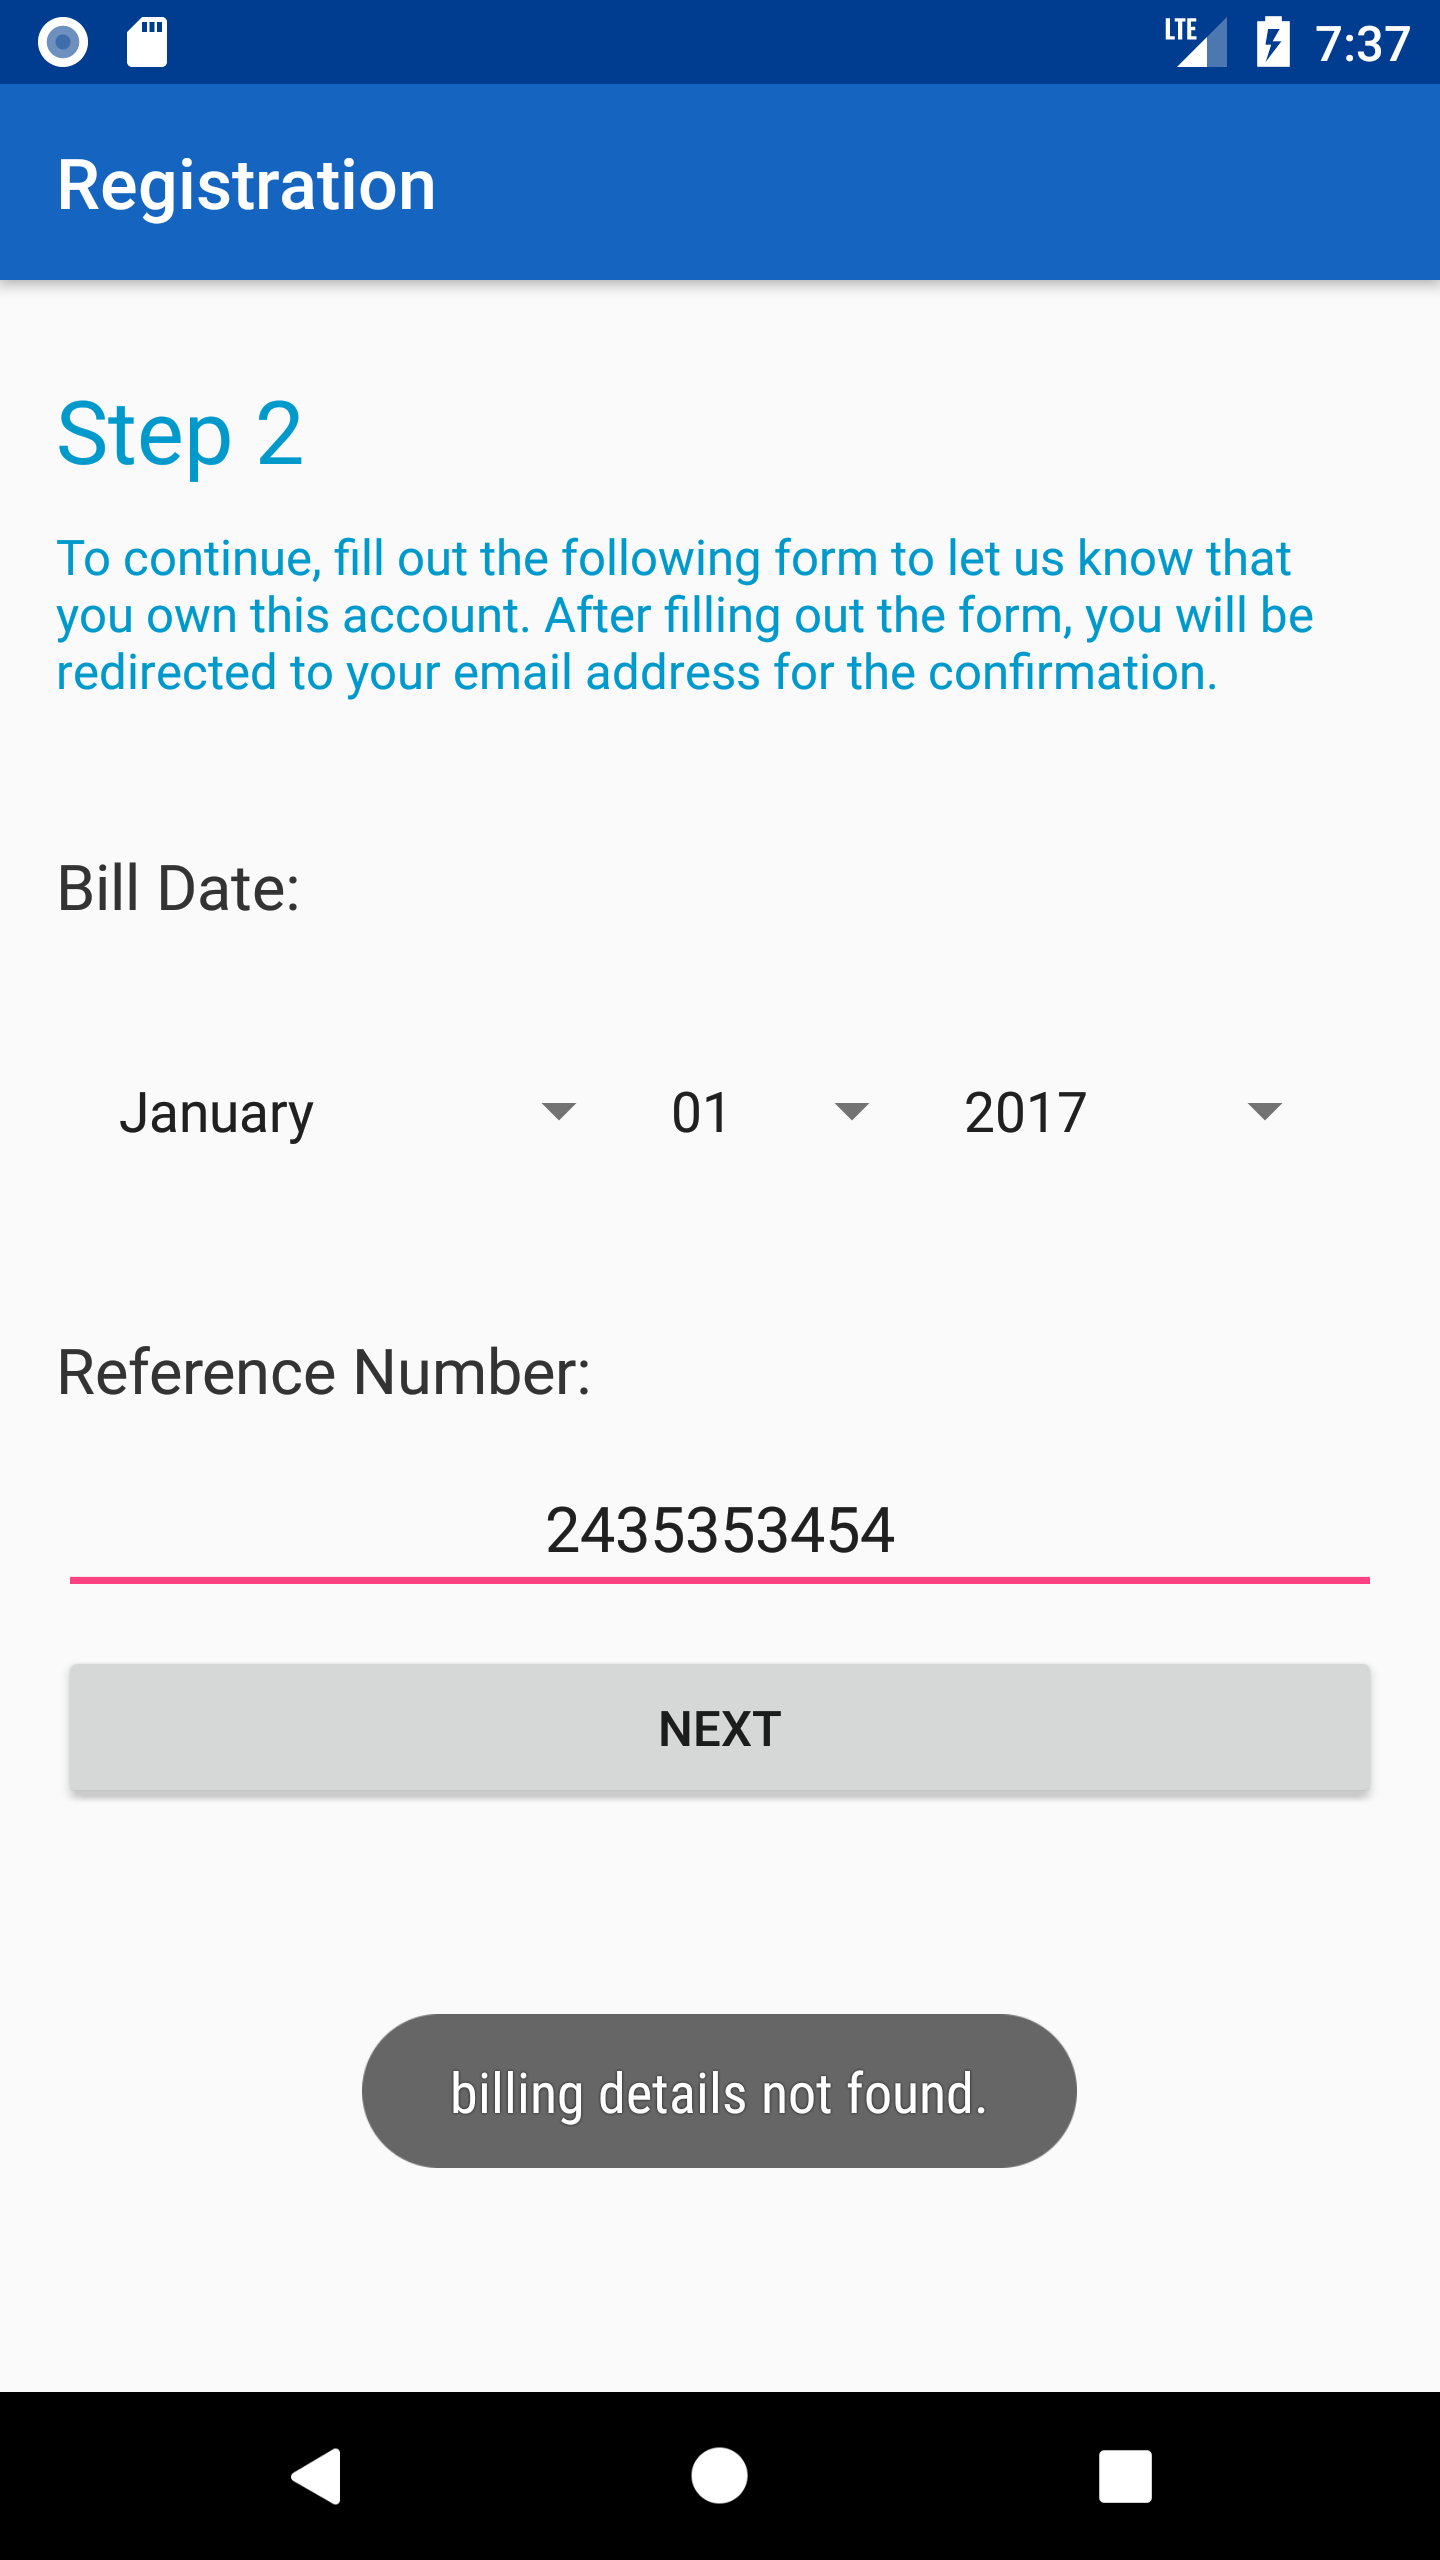 LTE 7:37
Registration
Step 2
To continue, fill out the following form to let us know that
you own this account. After filling out the form, you will be
redirected to your email address for the confirmation.
Bill Date:
January 01 2017
Reference Number:
2435353454
NEXT
billing details not found.